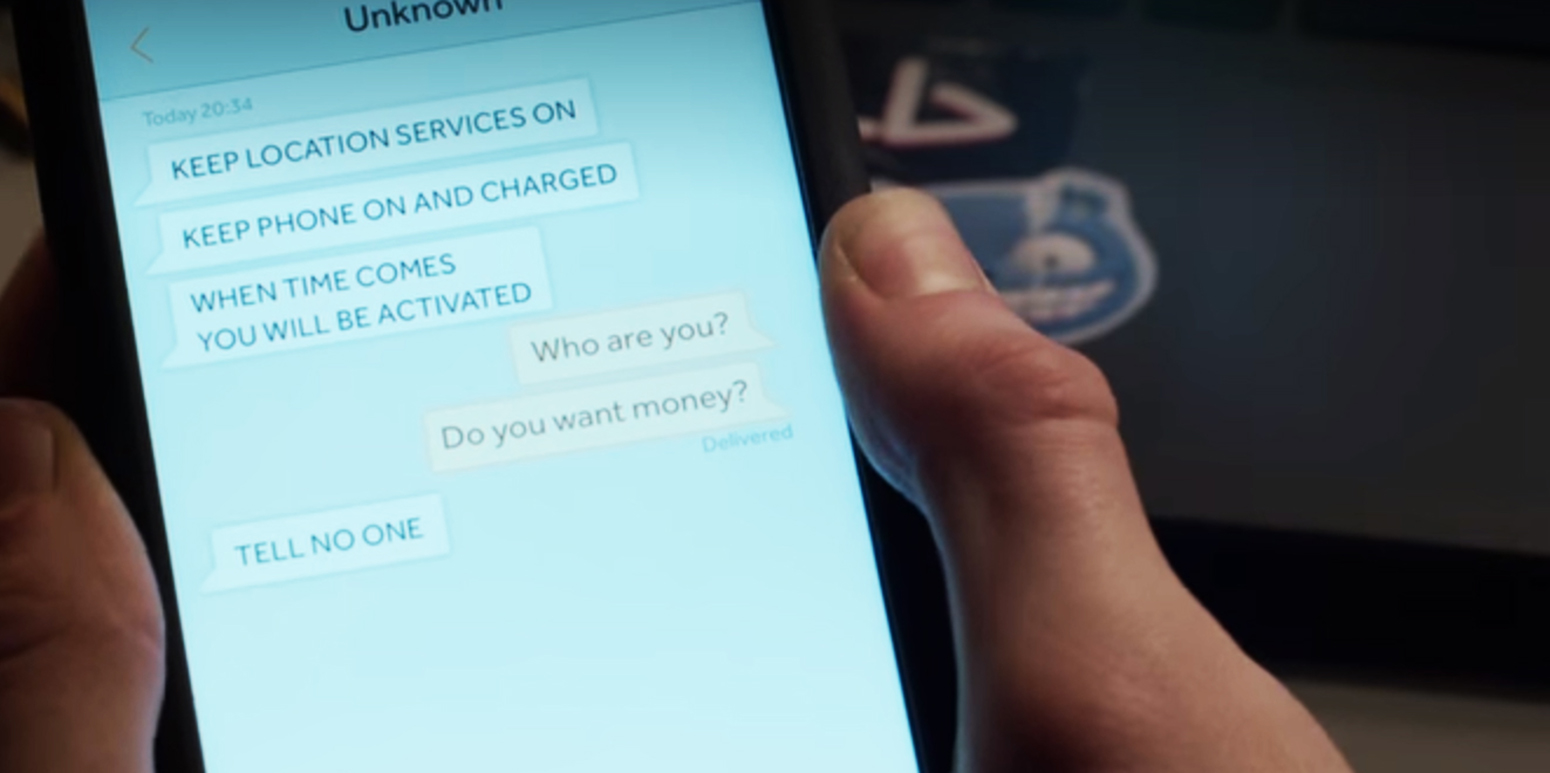 Unknown
Today 20:34
KEEP LOCATION SERVICES ON
KEEP PHONE ON AND CHARGED
WHEN TIME COMES
YOU WILL BE ACTIVATED
Who are you?
Do you want money?
Delivered
TELL NO ONE